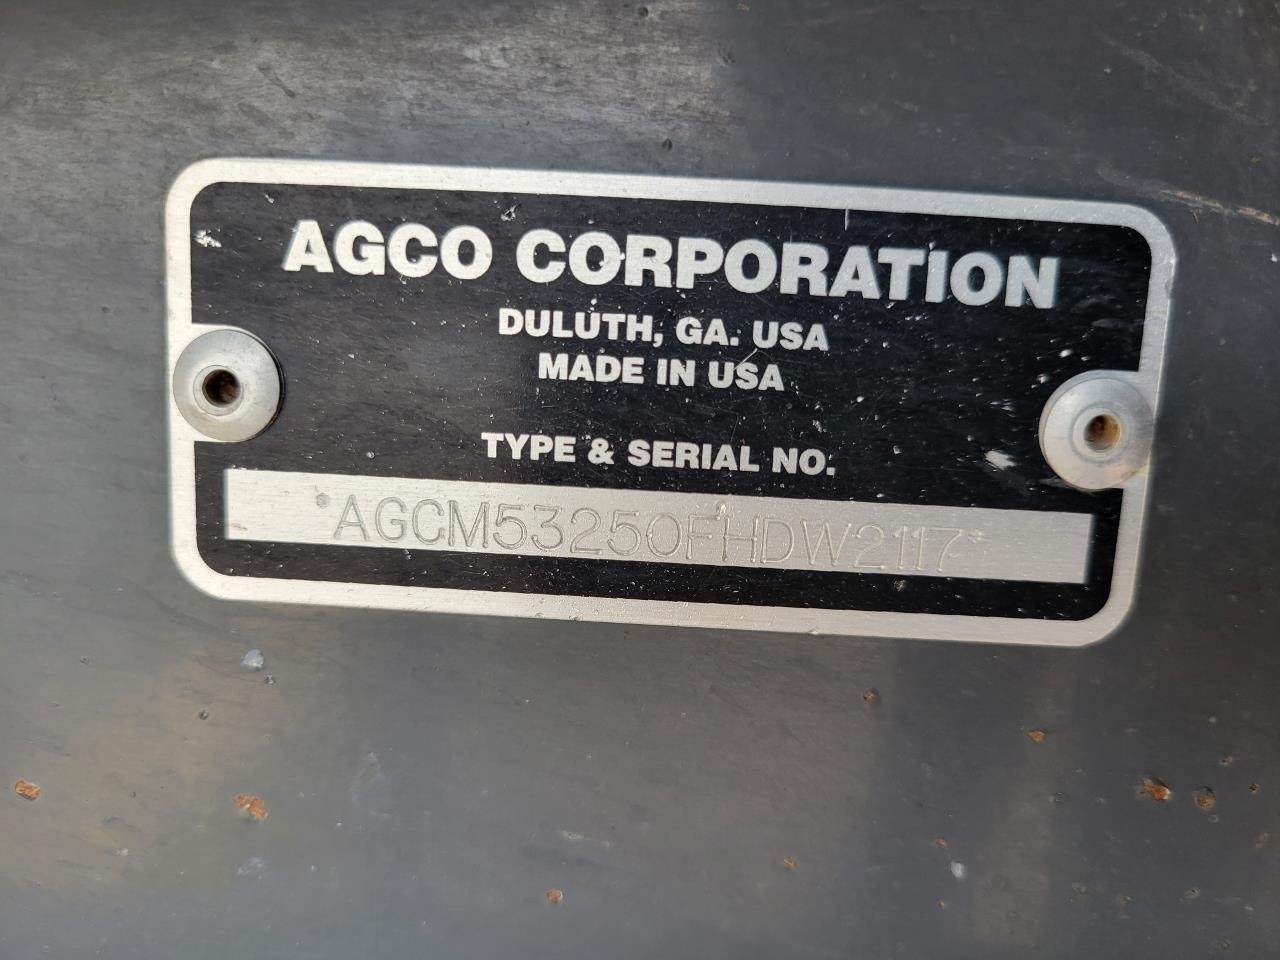 AGCO CORPORATION
DULUTH, GA. USA
MADE IN USA
TYPE & SERIAL NO.
*AGCM53250FHDW2117*